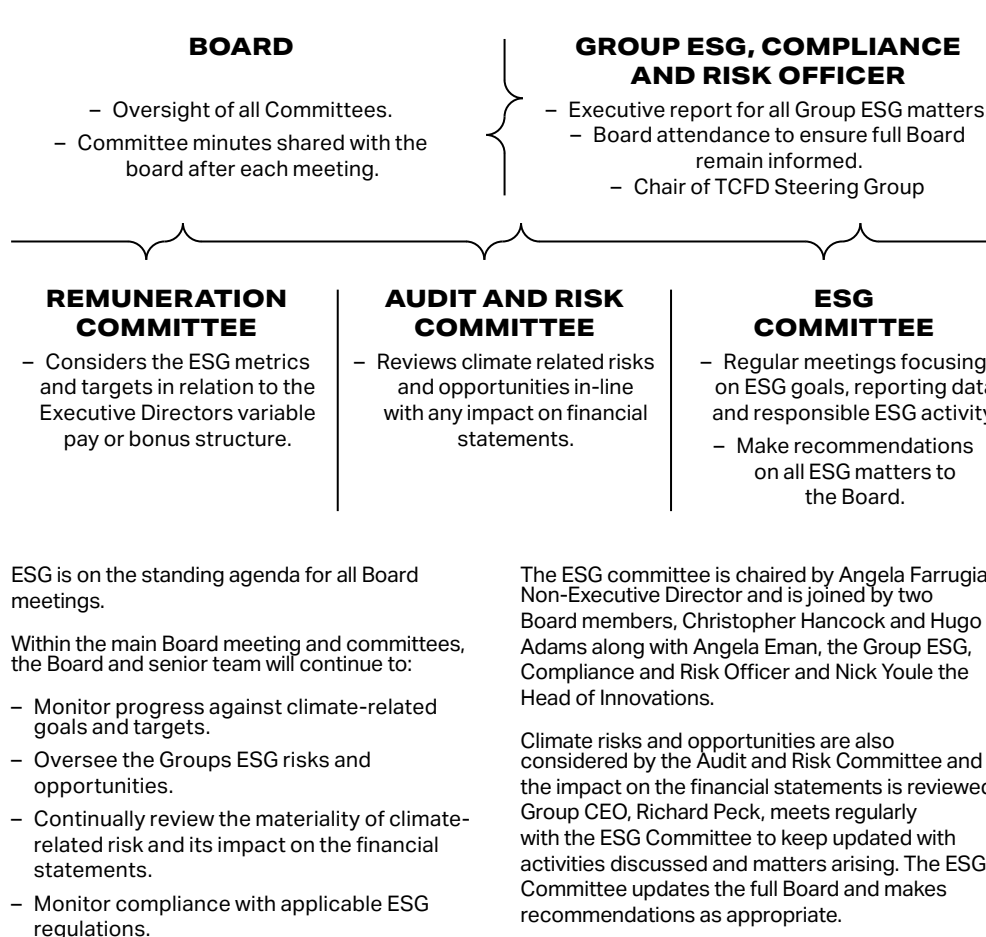 BOARD
– Oversight of all Committees.
– Committee minutes shared with the
board after each meeting.
GROUP ESG, COMPLIANCE
AND RISK OFFICER
– Executive report for all Group ESG matters
– Board attendance to ensure full Board
remain informed.
– Chair of TCFD Steering Group
REMUNERATION
COMMITTEE
– Considers the ESG metrics
and targets in relation to the
Executive Directors variable
pay or bonus structure.
AUDIT AND RISK
COMMITTEE
– Reviews climate related risks
and opportunities in-line
with any impact on financial
statements.
ESG
COMMITTEE
– Regular meetings focusing
on ESG goals, reporting data
and responsible ESG activity
– Make recommendations
on all ESG matters to
the Board.
ESG is on the standing agenda for all Board
meetings.
Within the main Board meeting and committees,
the Board and senior team will continue to:
– Monitor progress against climate-related
goals and targets.
– Oversee the Groups ESG risks and
opportunities.
– Continually review the materiality of climate-
related risk and its impact on the financial
statements.
– Monitor compliance with applicable ESG
regulations.
The ESG committee is chaired by Angela Farrugia
Non-Executive Director and is joined by two
Board members, Christopher Hancock and Hugo
Adams along with Angela Eman, the Group ESG,
Compliance and Risk Officer and Nick Youle the
Head of Innovations.
Climate risks and opportunities are also
considered by the Audit and Risk Committee and
the impact on the financial statements is reviewed
Group CEO, Richard Peck, meets regularly
with the ESG Committee to keep updated with
activities discussed and matters arising. The ESG
Committee updates the full Board and makes
recommendations as appropriate.